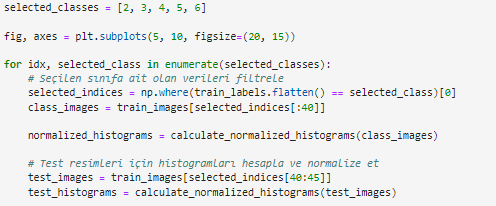 selected_classes = [2, 3, 4, 5, 6]
fig, axes = plt.subplots(5, 10, figsize=(20, 15))
for idx, selected_class in enumerate(selected_classes):
# Seçilen sınıfa ait olan verileri filtrele
selected_indices = np.where(train_labels.flatten() == selected_class)[0]
class_images = train_images[selected_indices[:40]]
normalized_histograms = calculate_normalized_histograms(class_images)
# Test resimleri için histogramları hesapla ve normalize et
test_images = train_images[selected_indices[40:45]]
test_histograms = calculate_normalized_histograms(test_images)